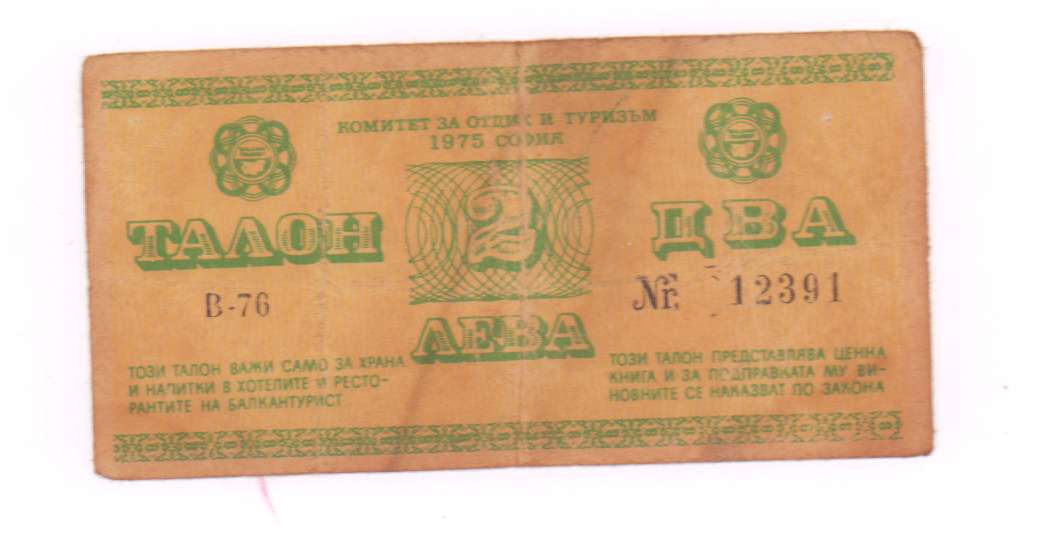 КОМИТЕТ ЗА ОТДИХ И ТУРИЗЪМ
1975 СОФИЯ
ТАЛОН
2
ДВА
В-76
ЛЕВА
Nr. 12391
ТОЗИ ТАЛОН ВАЖИ САМО ЗА ХРАНА
И НАПИТКИ В ХОТЕЛИТЕ И РЕСТО-
РАНТИТЕ НА БАЛКАНТУРИСТ
ТОЗИ ТАЛОН ПРЕДСТАВЛЯВА ЦЕННА
КНИГА И ЗА ПОДПРАВКАТА МУ ВИ-
НОВНИТЕ СЕ НАКАЗВАТ ПО ЗАКОНА